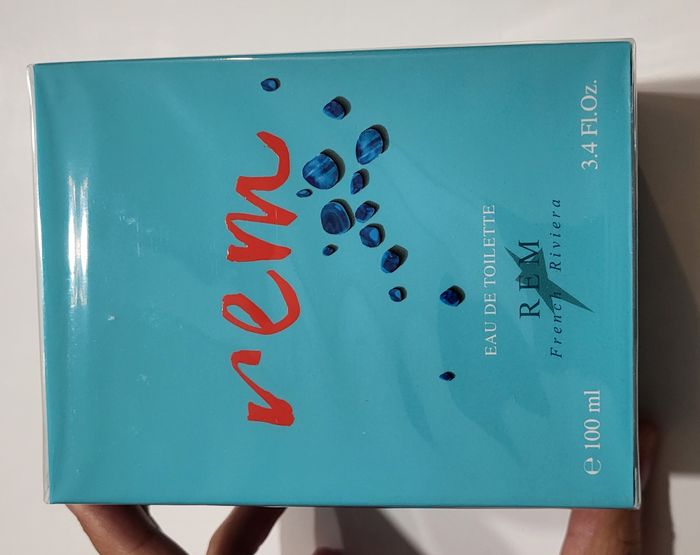 rem
EAU DE TOILETTE
REM
French Riviera
℮ 100 ml 3.4 Fl.Oz.